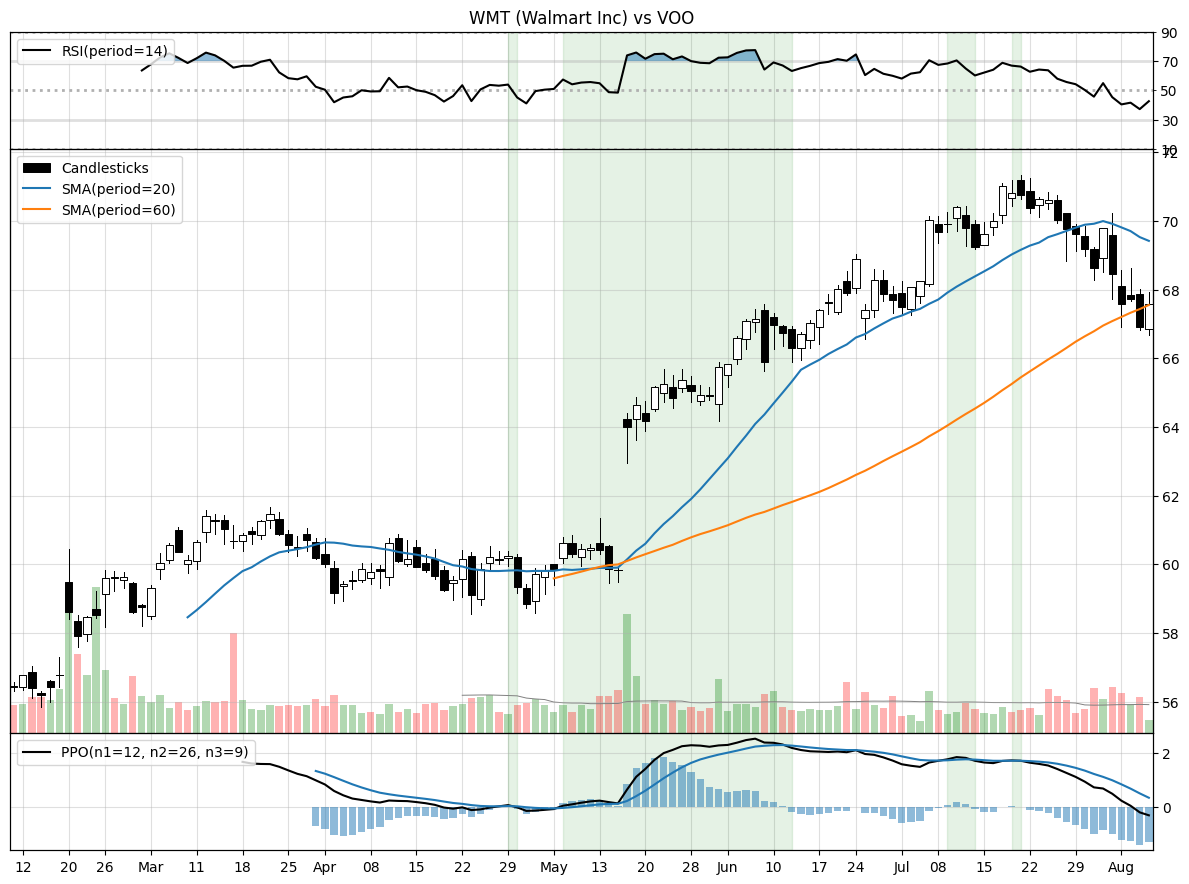 WMT (Walmart Inc) vs VOO
RSI(period=14)
90
70
50
30
10
Candlesticks
SMA(period=20)
SMA(period=60)
72
70
68
66
64
62
60
58
56
PPO(n1=12, n2=26, n3=9)
2
0
12 20 26 Mar 11 18 25 Apr 08 15 22 29 May 13 20 28 Jun 10 17 24 Jul 08 15 22 29 Aug